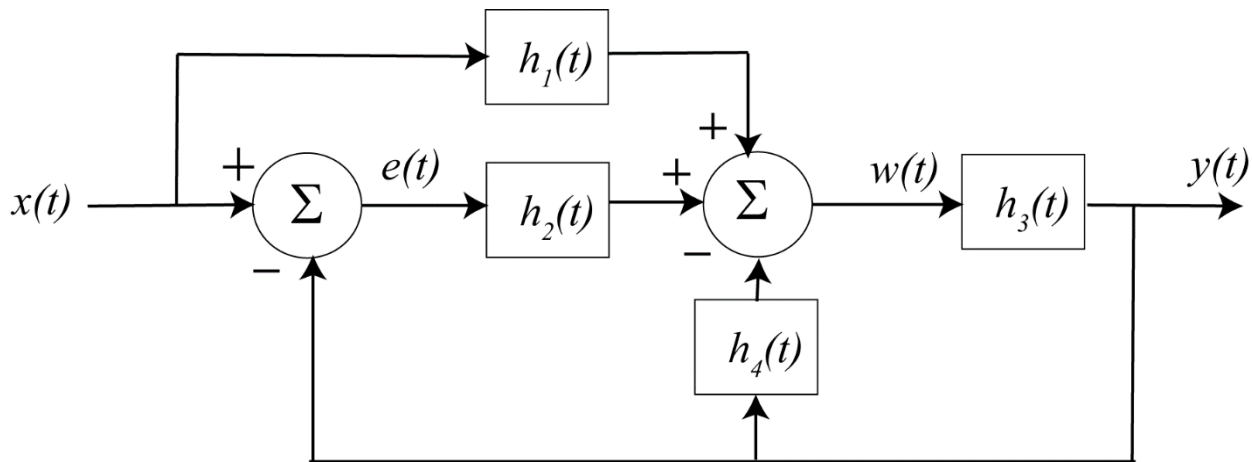 h₁(t)
+
+ e(t) + w(t) y(t)
x(t) Σ h₂(t) Σ h₃(t)
− −
h₄(t)